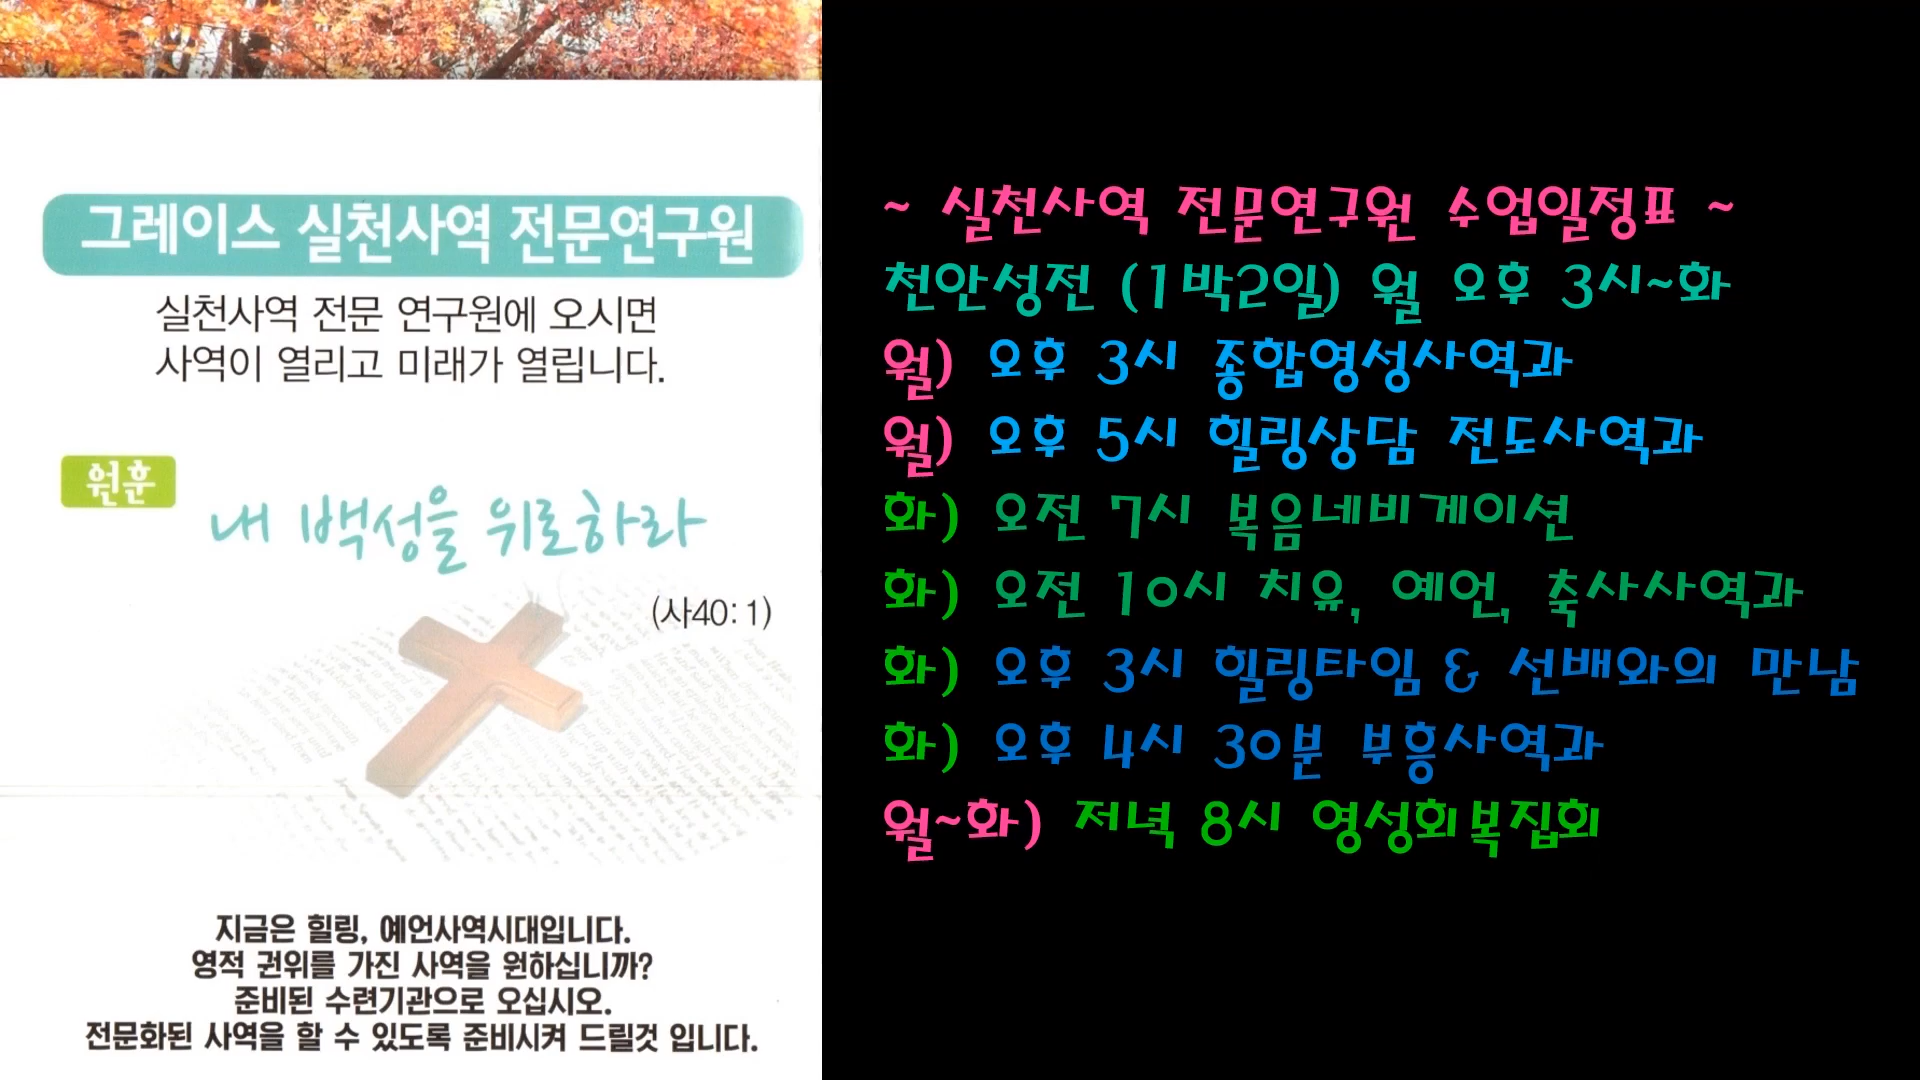 그레이스 실천사역 전문연구원
실천사역 전문 연구원에 오시면
사역이 열리고 미래가 열립니다.
원훈
내 백성을 위로하라
(사40:1)
지금은 힐링, 예언사역시대입니다.
영적 권위를 가진 사역을 원하십니까?
준비된 수련기관으로 오십시오.
전문화된 사역을 할 수 있도록 준비시켜 드릴것 입니다.
~ 실천사역 전문연구원 수업일정표 ~
천안성전 (1박2일) 월 오후 3시~화
월) 오후 3시 종합영성사역과
월) 오후 5시 힐링상담 전도사역과
화) 오전 7시 복음네비게이션
화) 오전 10시 치유, 예언, 축사사역과
화) 오후 3시 힐링타임 & 선배와의 만남
화) 오후 4시 30분 부흥사역과
월~화) 저녁 8시 영성회복집회